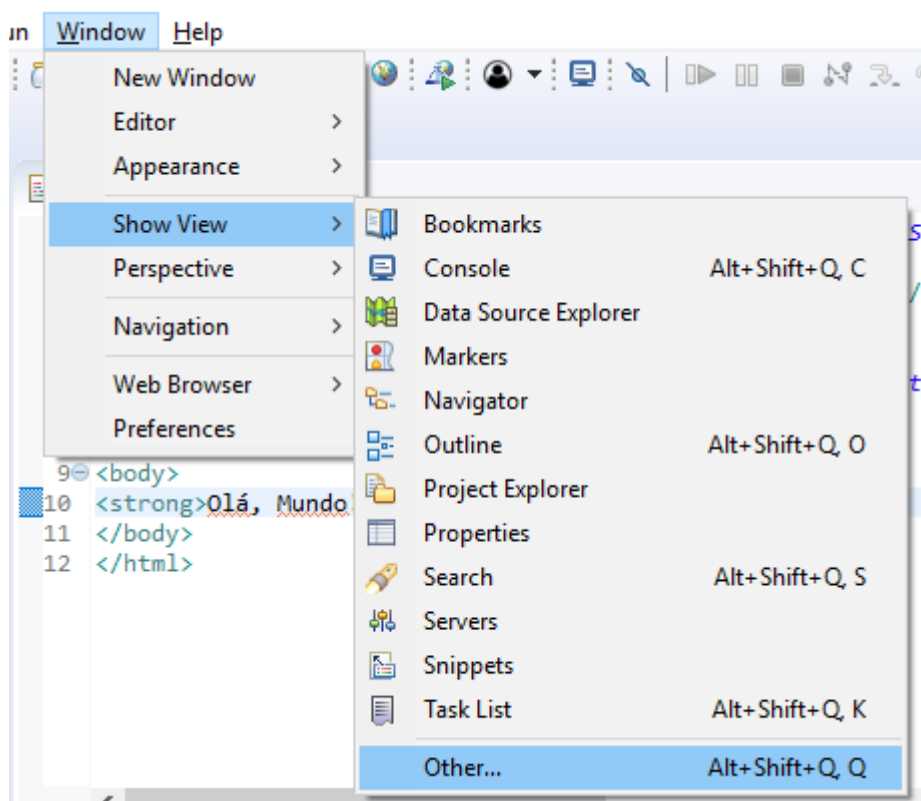 un Window Help
New Window
Editor
Appearance
Show View
Perspective
Navigation
Web Browser
Preferences
Bookmarks
Console Alt+Shift+Q, C
Data Source Explorer
Markers
Navigator
Outline Alt+Shift+Q, O
Project Explorer
Properties
Search Alt+Shift+Q, S
Servers
Snippets
Task List Alt+Shift+Q, K
Other... Alt+Shift+Q, Q
9 <body>
10 <strong>Olá, Mundo
11 </body>
12 </html>